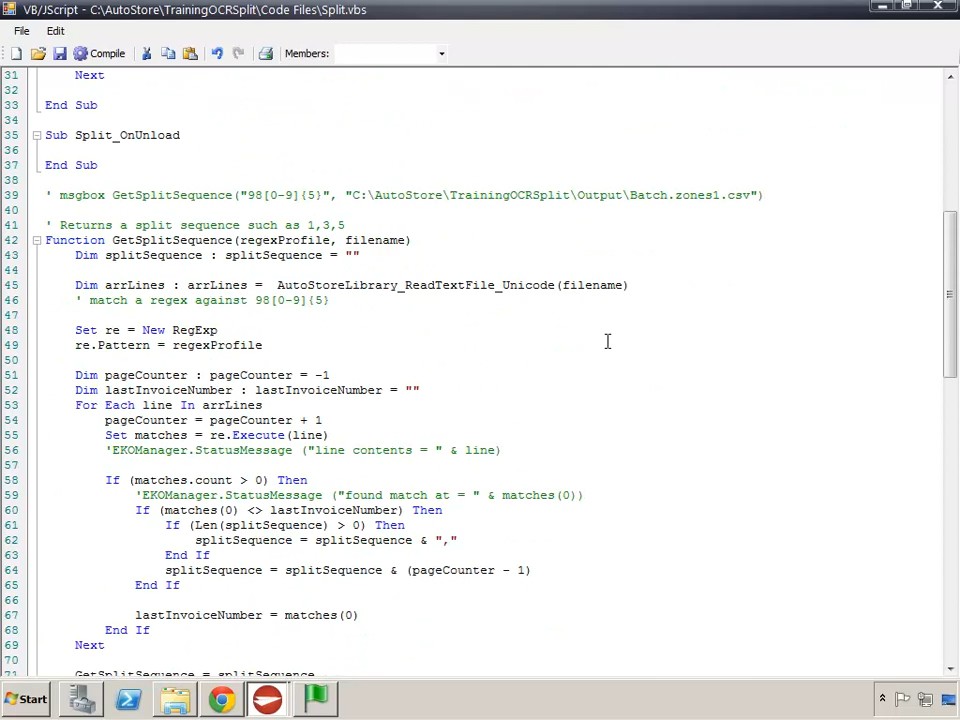 VB/JScript - C:\AutoStore\TrainingOCRSplit\Code Files\Split.vbs
File Edit
Compile Members:
31 Next
32
33 End Sub
34
35 Sub Split_OnUnload
36
37 End Sub
38
39 ' msgbox GetSplitSequence("98[0-9]{5}", "C:\AutoStore\TrainingOCRSplit\Output\Batch.zones1.csv")
40
41 ' Returns a split sequence such as 1,3,5
42 Function GetSplitSequence(regexProfile, filename)
43 Dim splitSequence : splitSequence = ""
44
45 Dim arrLines : arrLines = AutoStoreLibrary_ReadTextFile_Unicode(filename)
46 ' match a regex against 98[0-9]{5}
47
48 Set re = New RegExp
49 re.Pattern = regexProfile
50
51 Dim pageCounter : pageCounter = -1
52 Dim lastInvoiceNumber : lastInvoiceNumber = ""
53 For Each line In arrLines
54 pageCounter = pageCounter + 1
55 Set matches = re.Execute(line)
56 'EKOManager.StatusMessage ("line contents = " & line)
57
58 If (matches.count > 0) Then
59 'EKOManager.StatusMessage ("found match at = " & matches(0))
60 If (matches(0) <> lastInvoiceNumber) Then
61 If (Len(splitSequence) > 0) Then
62 splitSequence = splitSequence & ","
63 End If
64 splitSequence = splitSequence & (pageCounter - 1)
65 End If
66
67 lastInvoiceNumber = matches(0)
68 End If
69 Next
70
71 GetSplitSequence = splitSequence
Start